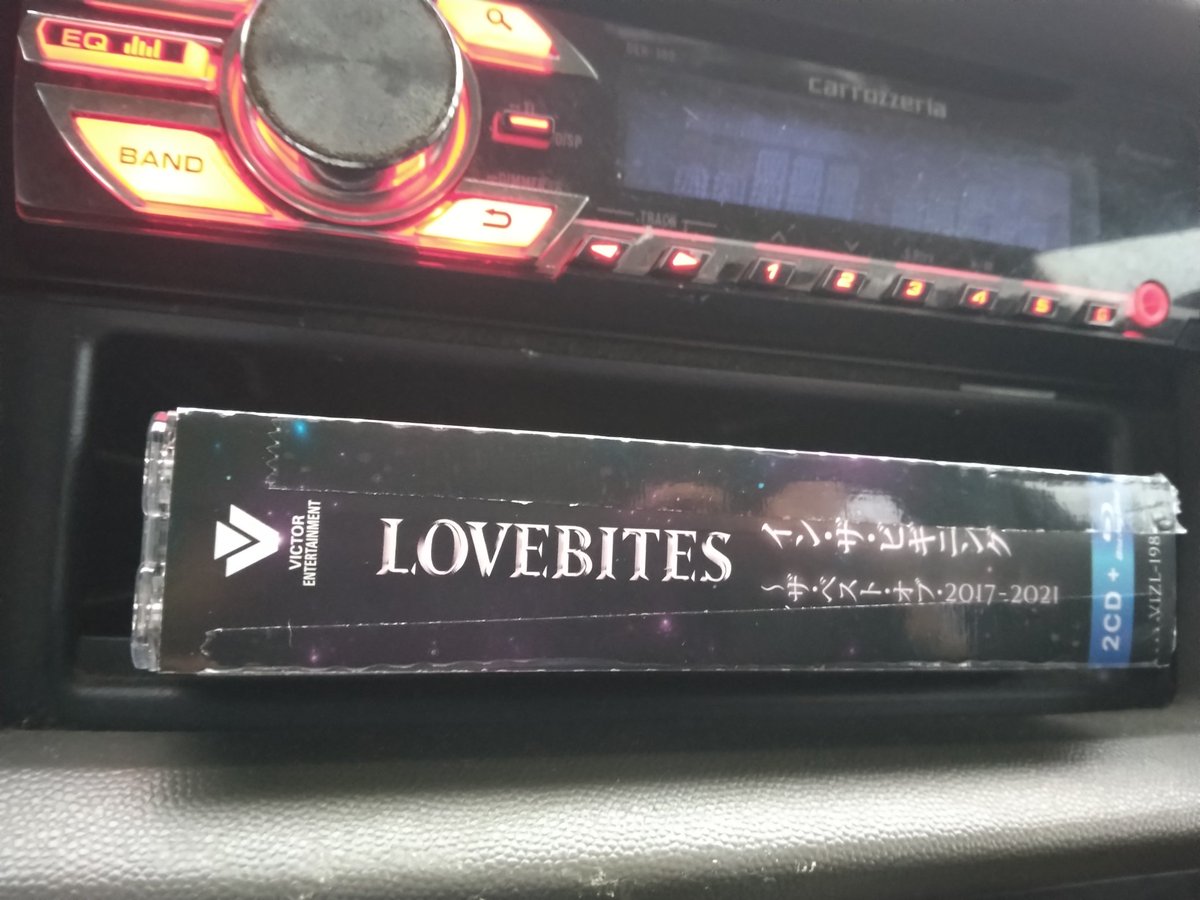 EQ
BAND
carrozzeria
DISP
TRACK
1 2 3 4 5 6
VICTOR
ENTERTAINMENT
LOVEBITES
イン・ザ・ビギニング
〜ザ・ベスト・オブ・2017-2021
2CD +